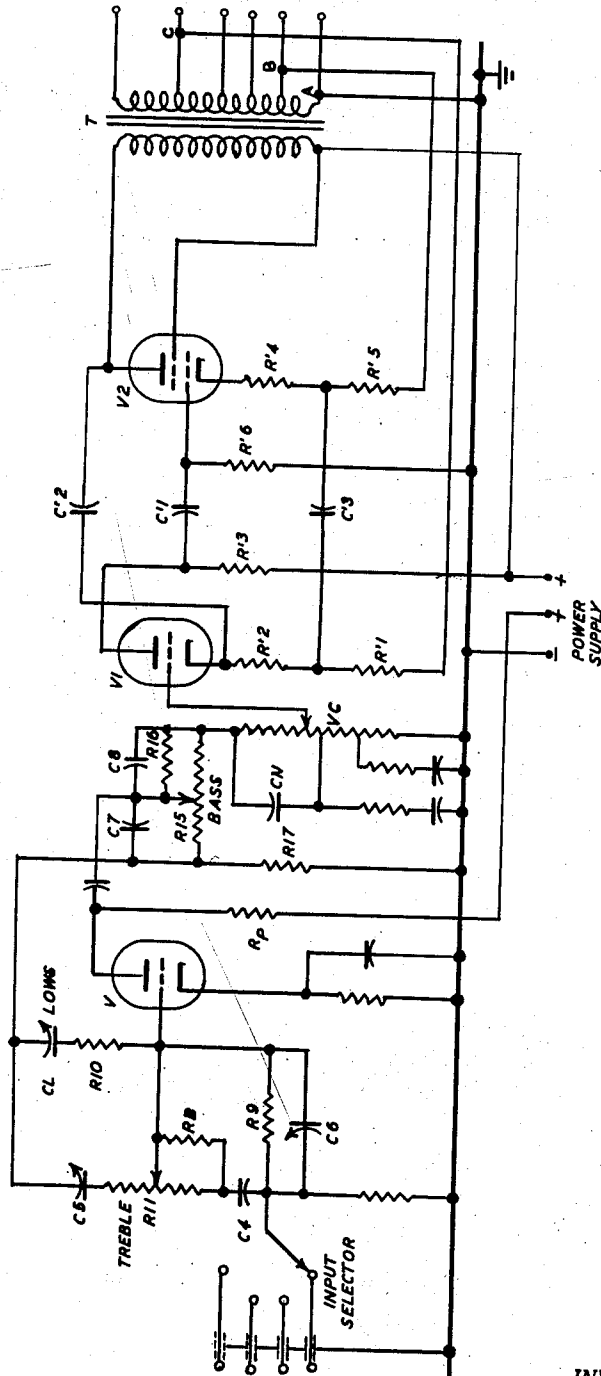 T
C
B
A
V2
C'2
C'1
C'3
R'4
R'5
R'6
R'3
V1
R'2
R'1
POWER
SUPPLY
+
+
−
C8
R16
C7
R15
BASS
VC
CN
R17
RP
V
LOWS
CL
R10
R8
R9
C6
C5
TREBLE
R11
C4
INPUT
SELECTOR